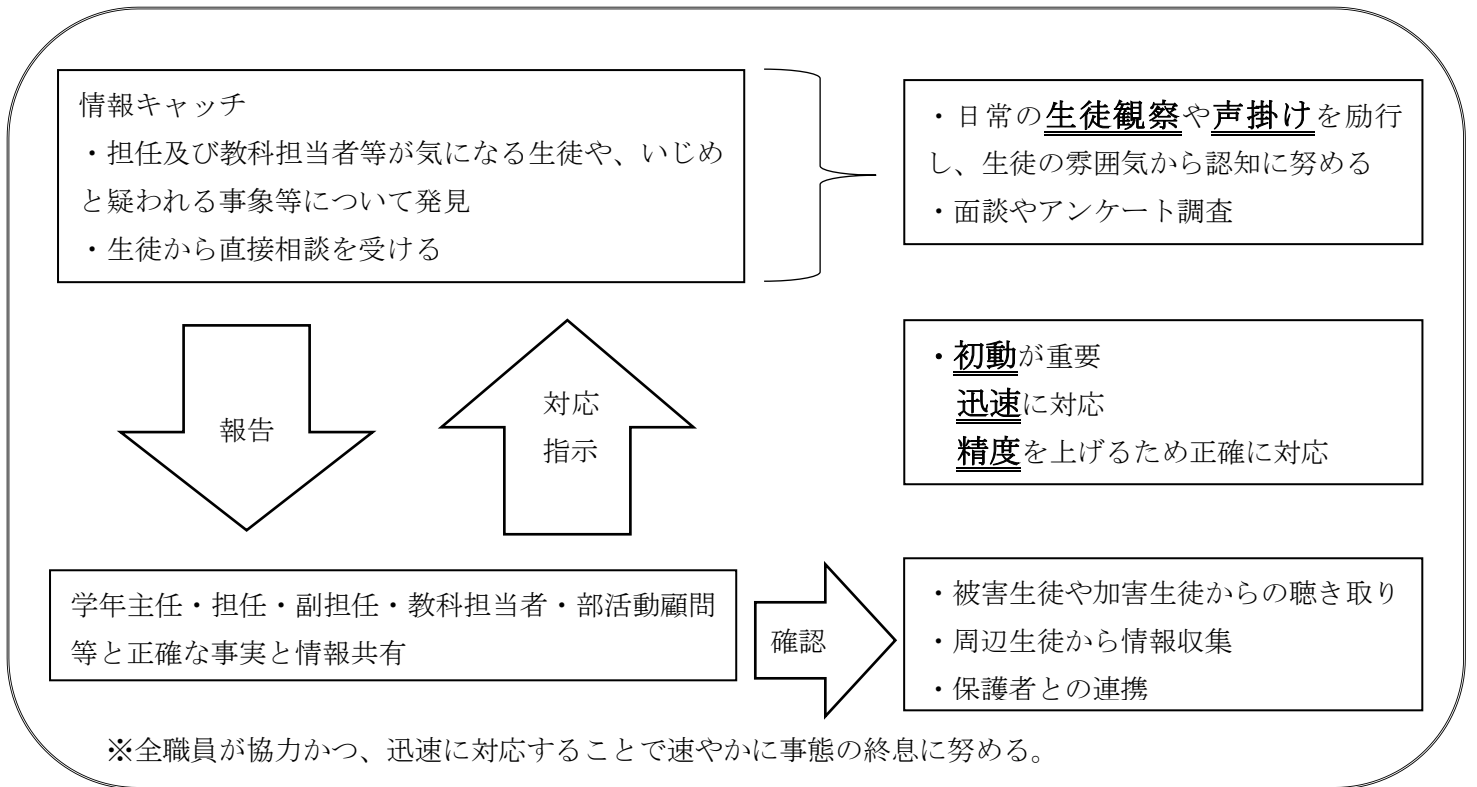 情報キャッチ
・担任及び教科担当者等が気になる生徒や、いじめ
と疑われる事象等について発見
・生徒から直接相談を受ける
・日常の生徒観察や声掛けを励行
し、生徒の雰囲気から認知に努める
・面談やアンケート調査
報告
対応
指示
・初動が重要
迅速に対応
精度を上げるため正確に対応
学年主任・担任・副担任・教科担当者・部活動顧問
等と正確な事実と情報共有
確認
・被害生徒や加害生徒からの聴き取り
・周辺生徒から情報収集
・保護者との連携
※全職員が協力かつ、迅速に対応することで速やかに事態の終息に努める。